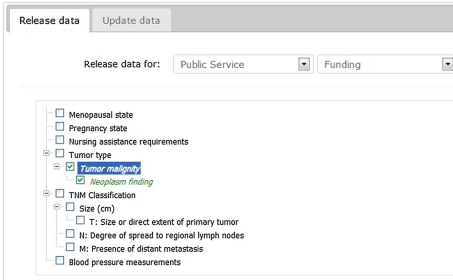 Release data Update data
Release data for: Public Service Funding
Menopausal state
Pregnancy state
Nursing assistance requirements
Tumor type
Tumor malignity
Neoplasm finding
TNM Classification
Size (cm)
T: Size or direct extent of primary tumor
N: Degree of spread to regional lymph nodes
M: Presence of distant metastasis
Blood pressure measurements